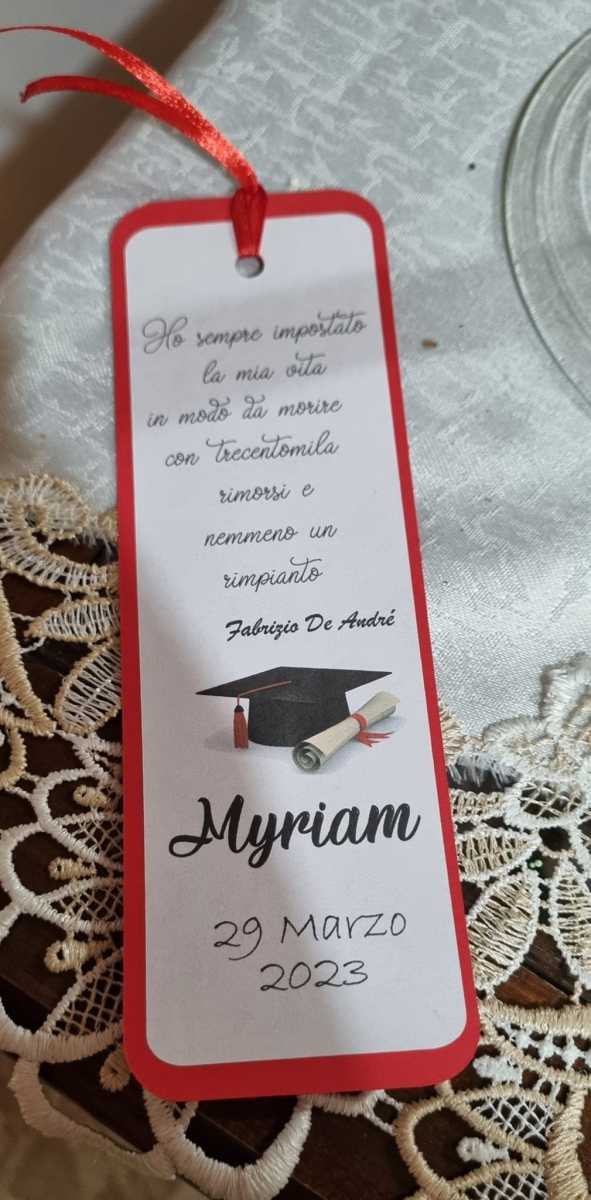 Ho sempre impostato
la mia vita
in modo da morire
con trecentomila
rimorsi e
nemmeno un
rimpianto
Fabrizio De André
Myriam
29 Marzo
2023